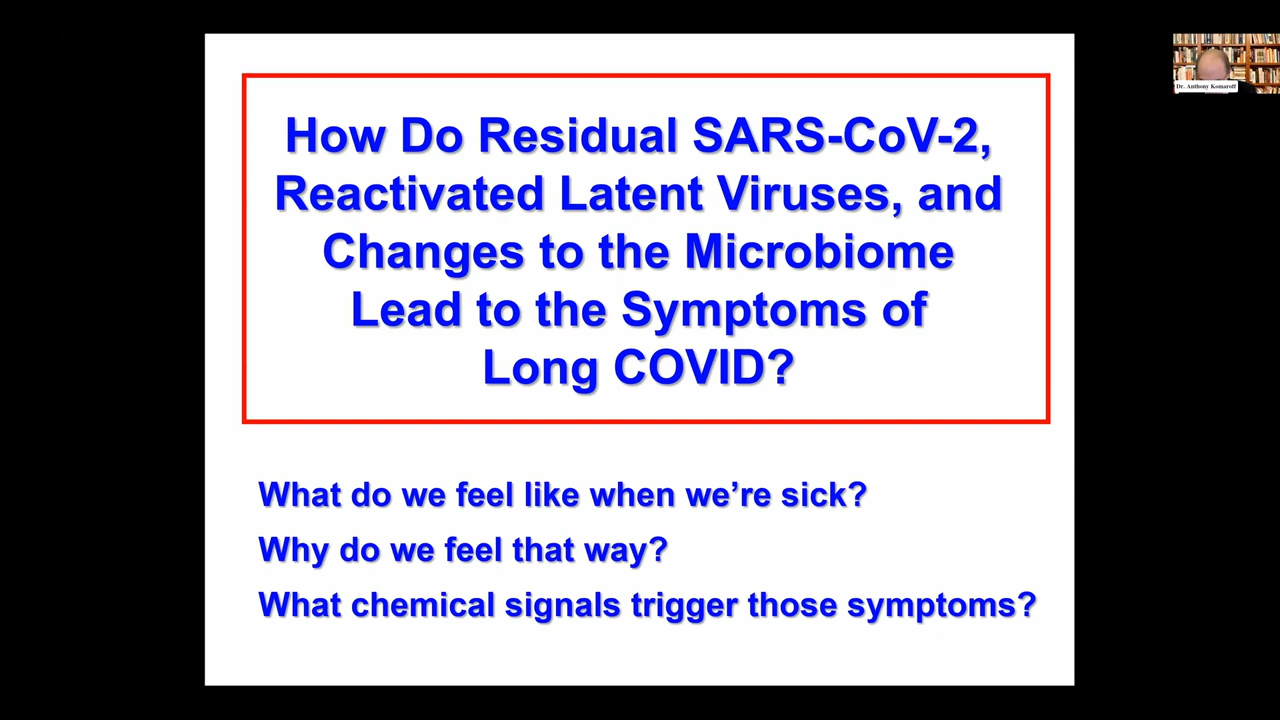 How Do Residual SARS-CoV-2,
Reactivated Latent Viruses, and
Changes to the Microbiome
Lead to the Symptoms of
Long COVID?
What do we feel like when we’re sick?
Why do we feel that way?
What chemical signals trigger those symptoms?
Dr. Anthony Komaroff